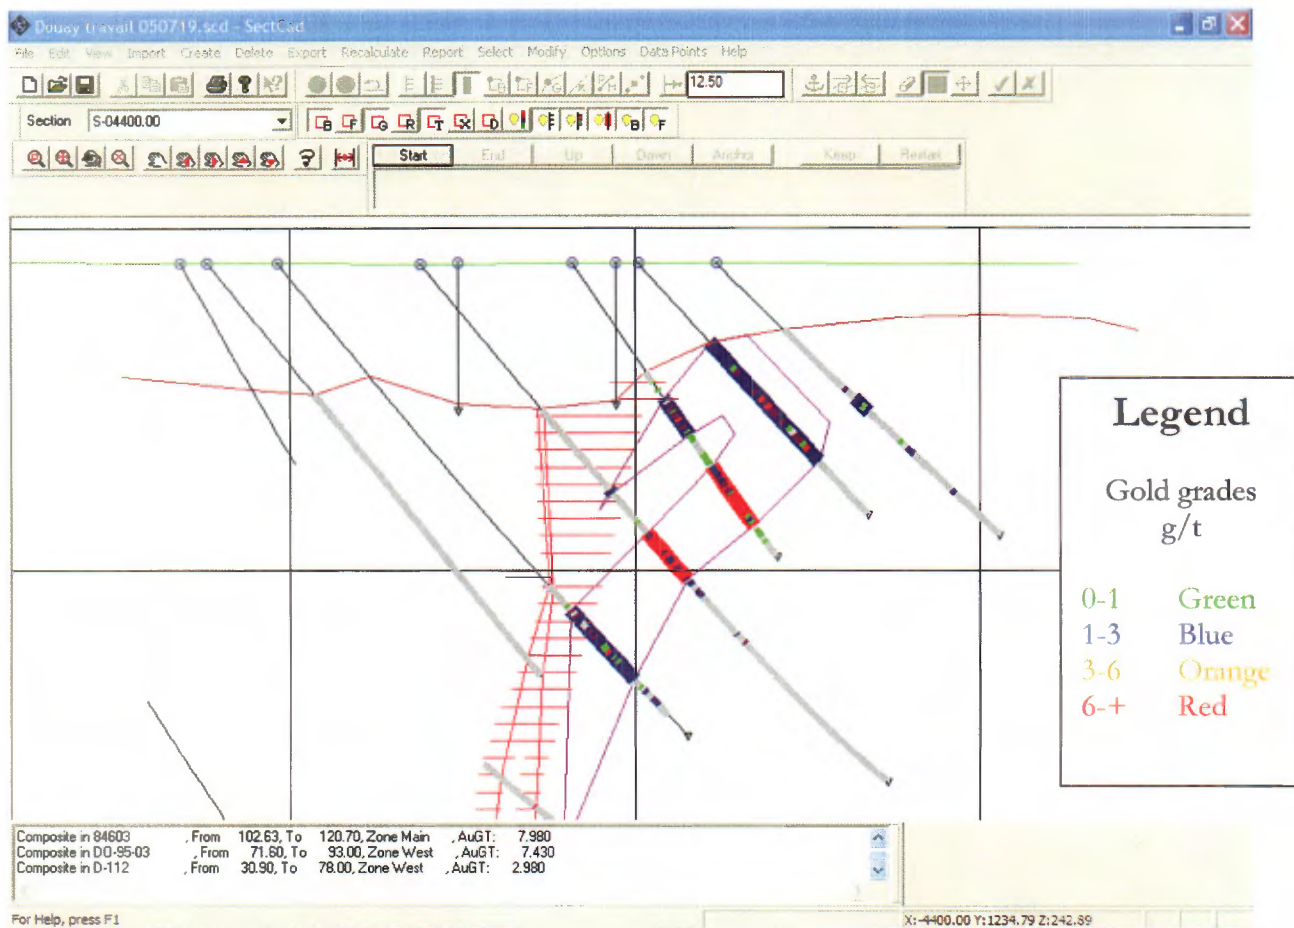 Douay travail 050719.scd - SectCad
File Edit View Import Create Delete Export Recalculate Report Select Modify Options Data Points Help
12.50
Section S-04400.00
Start End Up Down Anchor Keep Restart
Legend
Gold grades
g/t
0-1 Green
1-3 Blue
3-6 Orange
6-+ Red
Composite in 84603 , From 102.63, To 120.70, Zone Main , AuGT: 7.980
Composite in DO-95-03 , From 71.60, To 93.00, Zone West , AuGT: 7.430
Composite in D-112 , From 30.90, To 78.00, Zone West , AuGT: 2.980
For Help, press F1
X:-4400.00 Y:1234.79 Z:242.89